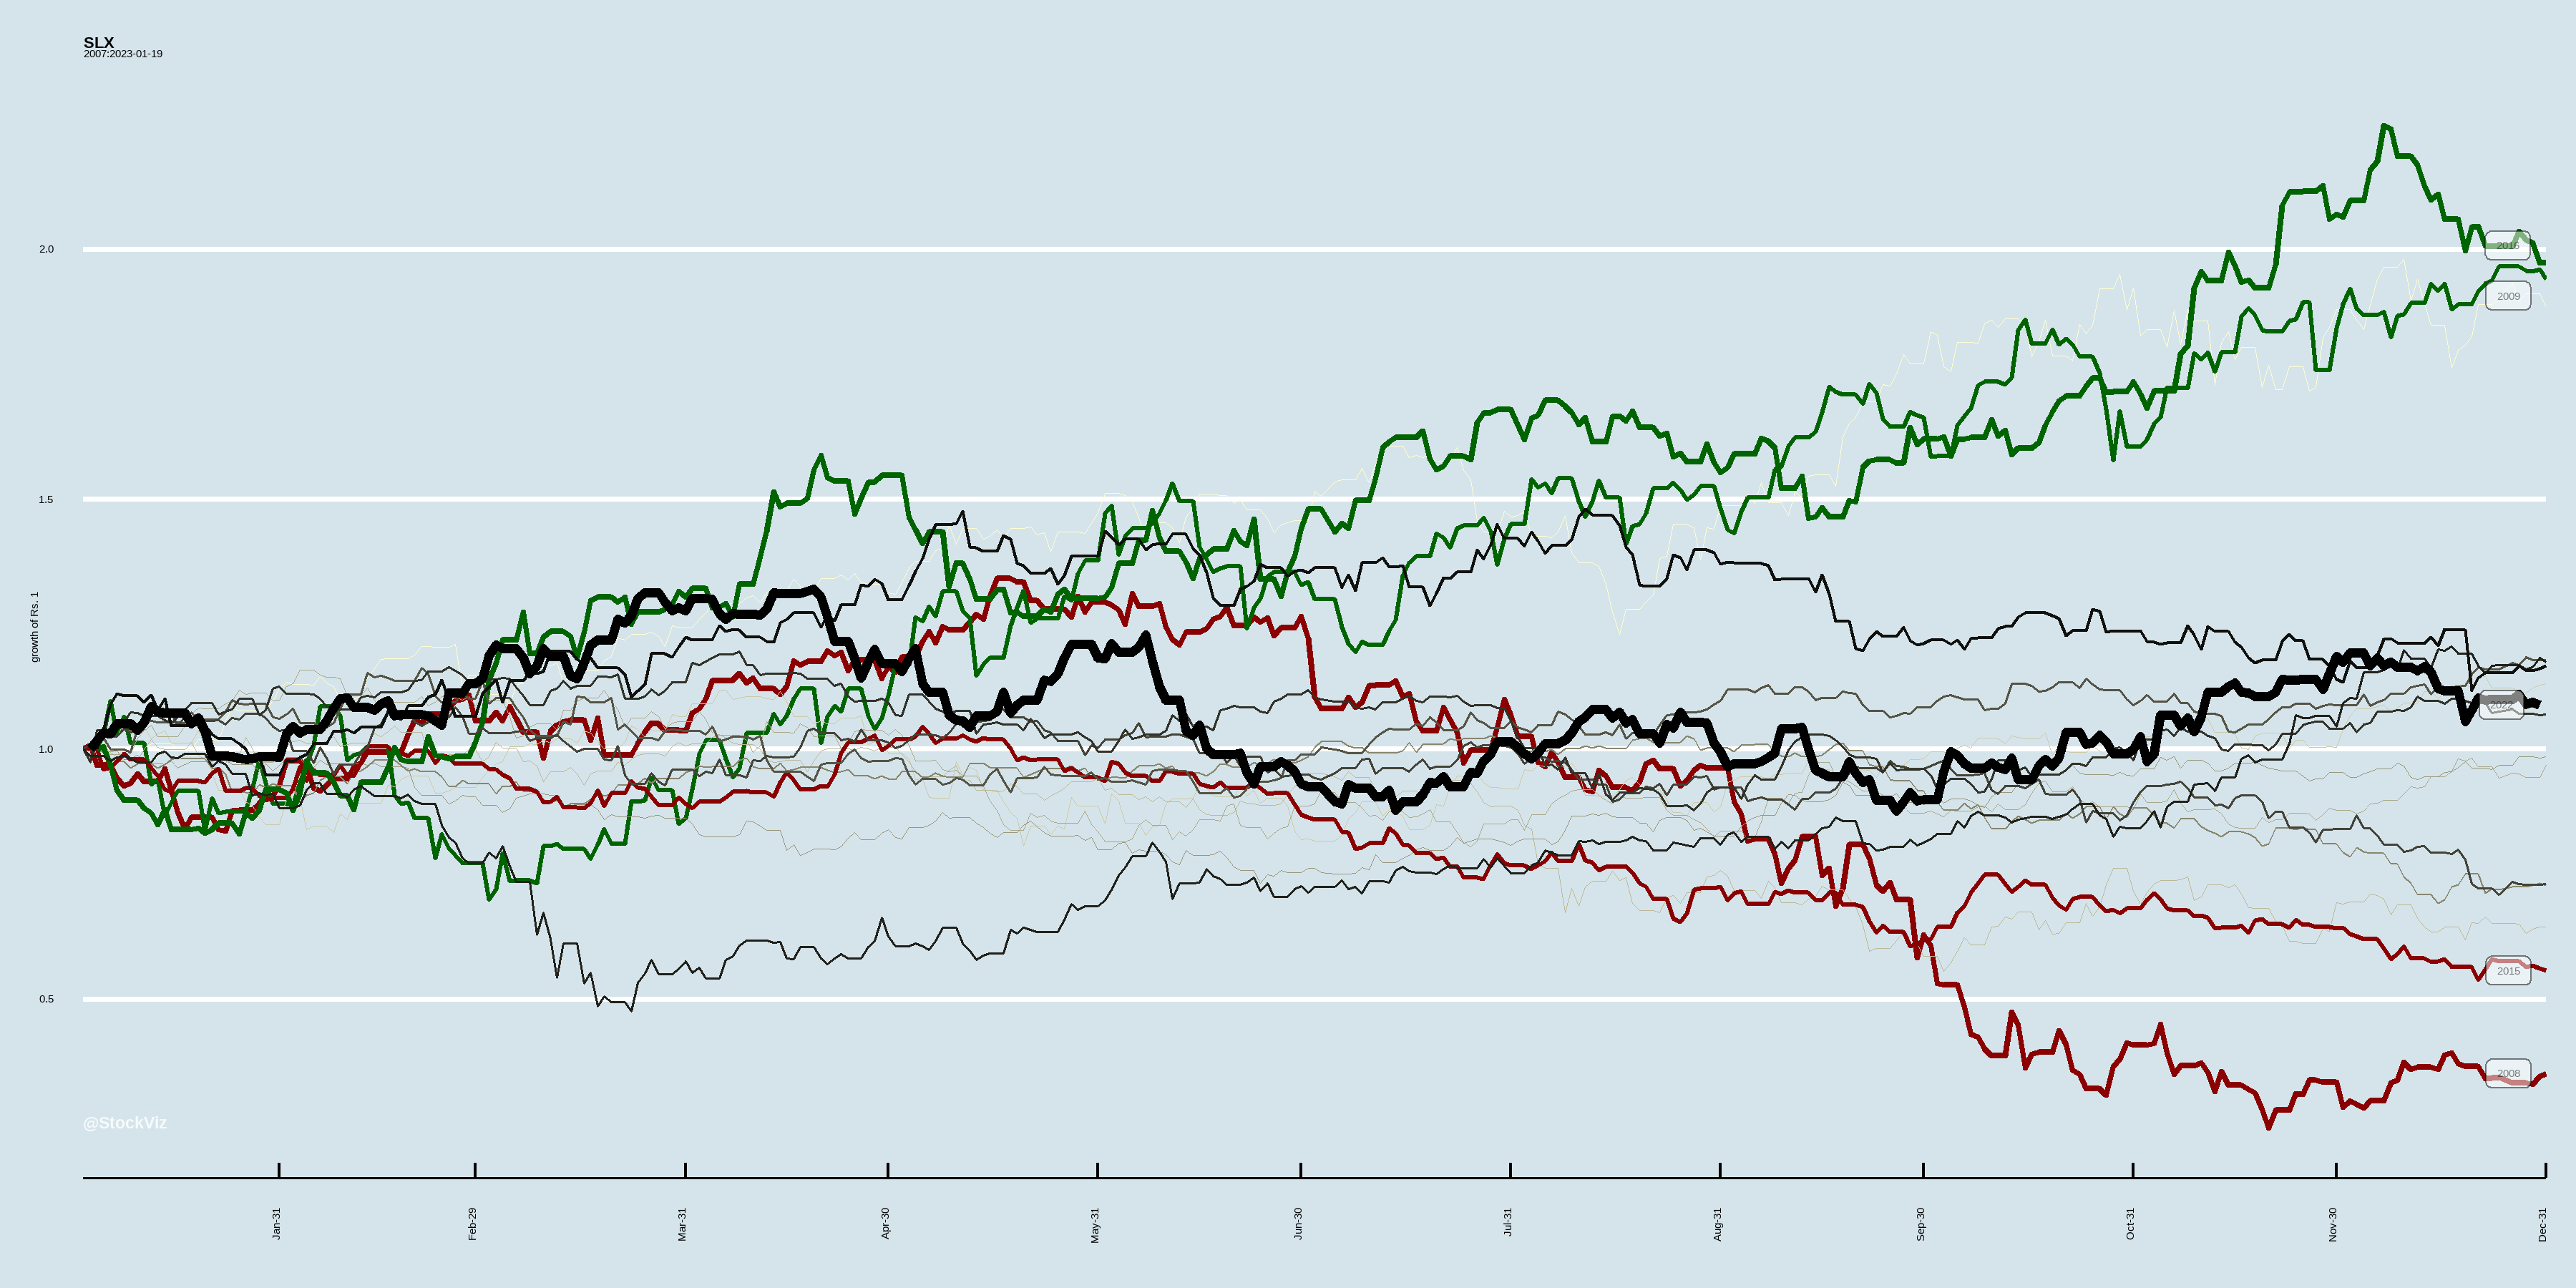 SLX
2007:2023-01-19
2.0
1.5
1.0
0.5
growth of Rs. 1
2016
2009
2022
2015
2008
@StockViz
Jan-31
Feb-29
Mar-31
Apr-30
May-31
Jun-30
Jul-31
Aug-31
Sep-30
Oct-31
Nov-30
Dec-31